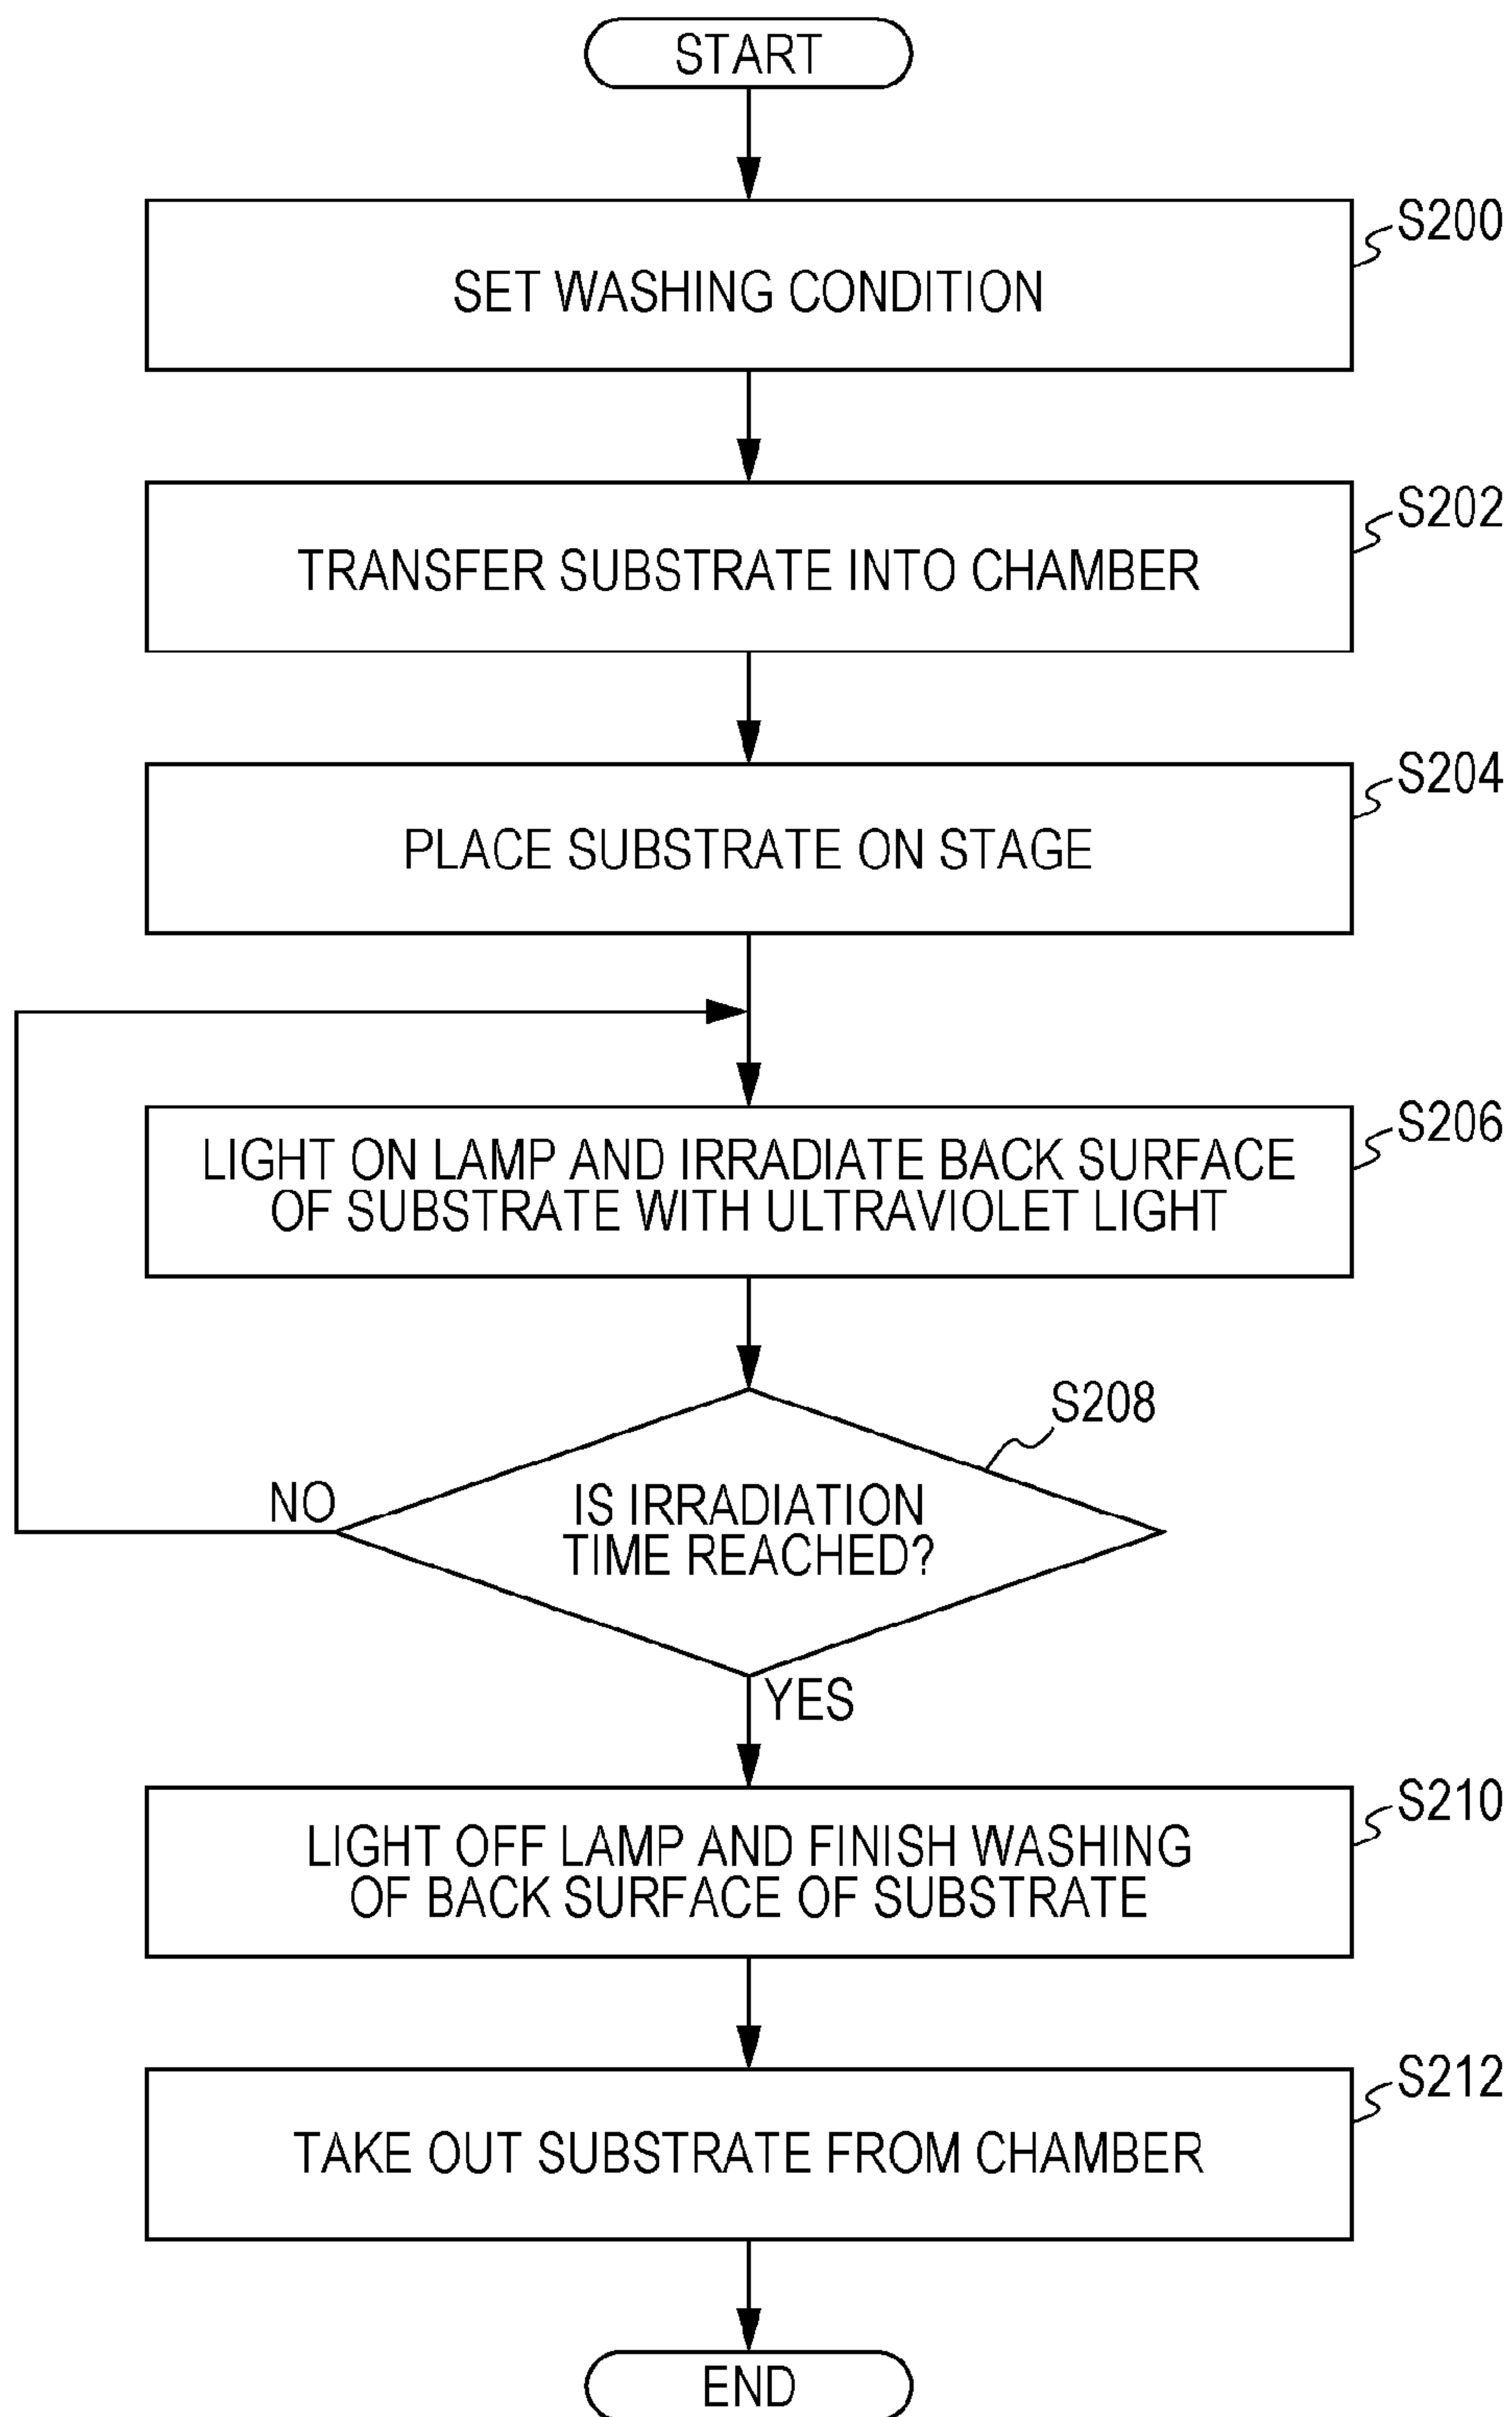 START
S200
SET WASHING CONDITION
S202
TRANSFER SUBSTRATE INTO CHAMBER
S204
PLACE SUBSTRATE ON STAGE
S206
LIGHT ON LAMP AND IRRADIATE BACK SURFACE
OF SUBSTRATE WITH ULTRAVIOLET LIGHT
S208
NO
IS IRRADIATION
TIME REACHED?
YES
S210
LIGHT OFF LAMP AND FINISH WASHING
OF BACK SURFACE OF SUBSTRATE
S212
TAKE OUT SUBSTRATE FROM CHAMBER
END